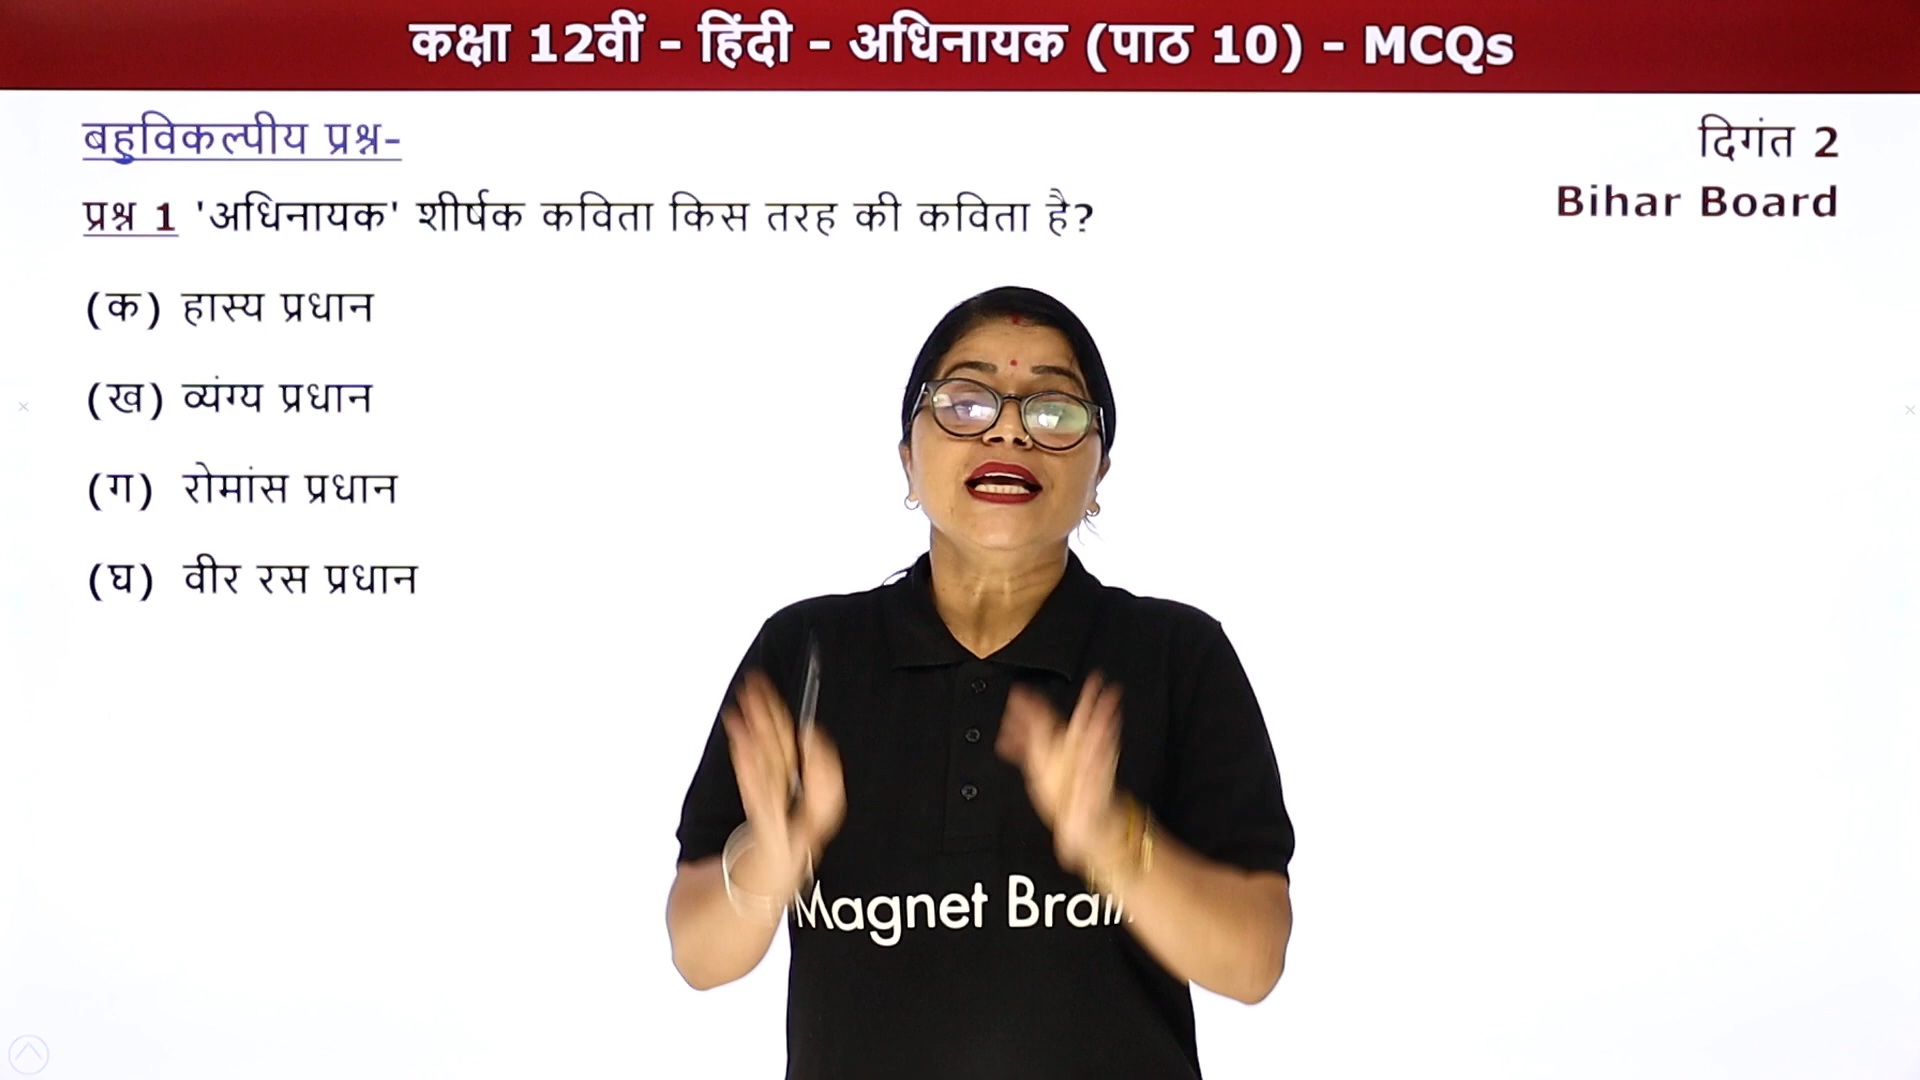 कक्षा 12वीं - हिंदी - अधिनायक (पाठ 10) - MCQs
बहुविकल्पीय प्रश्न-
दिगंत 2
Bihar Board
प्रश्न 1 'अधिनायक' शीर्षक कविता किस तरह की कविता है?
(क) हास्य प्रधान
(ख) व्यंग्य प्रधान
(ग) रोमांस प्रधान
(घ) वीर रस प्रधान
Magnet Brain